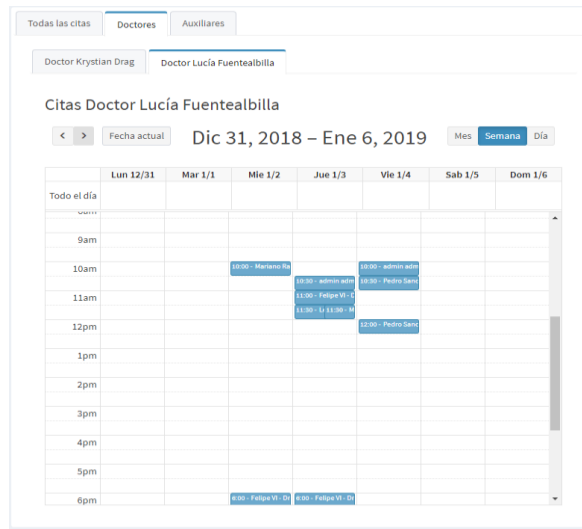 Todas las citas Doctores Auxiliares
Doctor Krystian Drag Doctor Lucía Fuentealbilla
Citas Doctor Lucía Fuentealbilla
< > Fecha actual Dic 31, 2018 – Ene 6, 2019 Mes Semana Día
Lun 12/31 Mar 1/1 Mie 1/2 Jue 1/3 Vie 1/4 Sab 1/5 Dom 1/6
Todo el día
9am
10am 10:00 - Mariano Ra 10:00 - admin adm
10:30 - admin adm 10:30 - Pedro Sanc
11am 11:00 - Felipe VI - D
11:30 - 11:30 - M
12pm 12:00 - Pedro Sanc
1pm
2pm
3pm
4pm
5pm
6pm 6:00 - Felipe VI - Dr 6:00 - Felipe VI - Dr